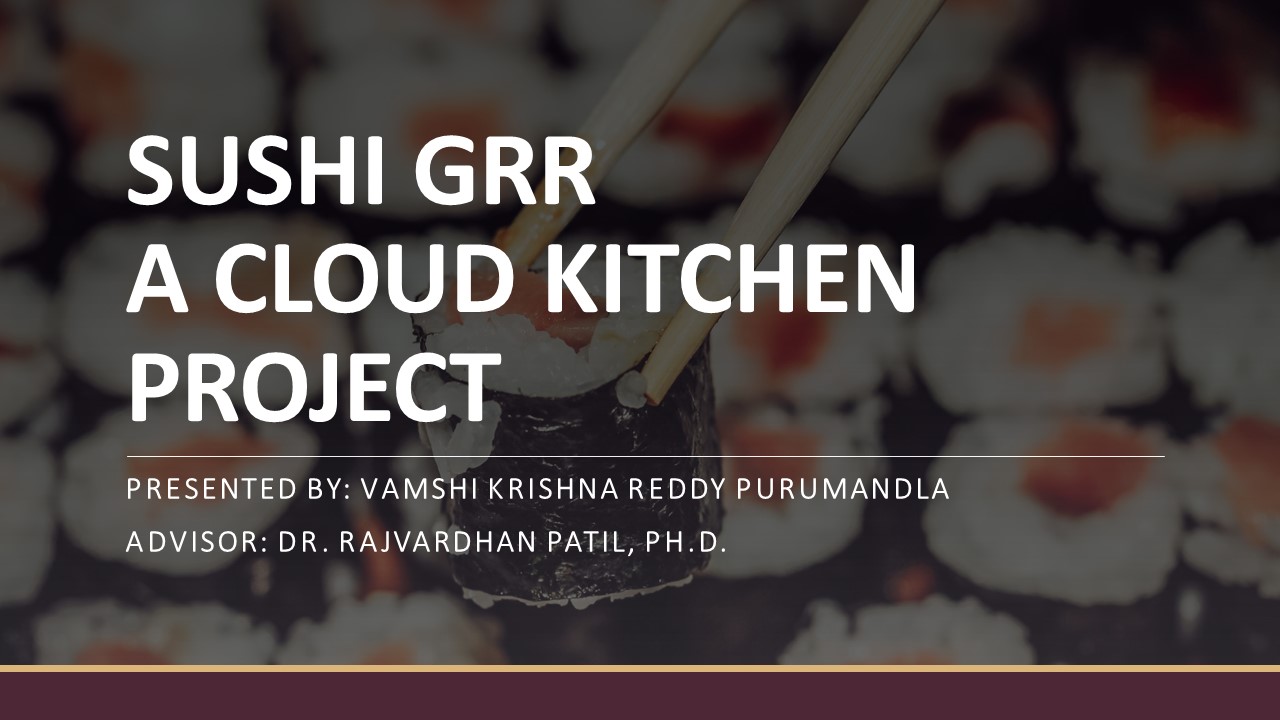 SUSHI GRR
A CLOUD KITCHEN
PROJECT
PRESENTED BY: VAMSHI KRISHNA REDDY PURUMANDLA
ADVISOR: DR. RAJVARDHAN PATIL, PH.D.